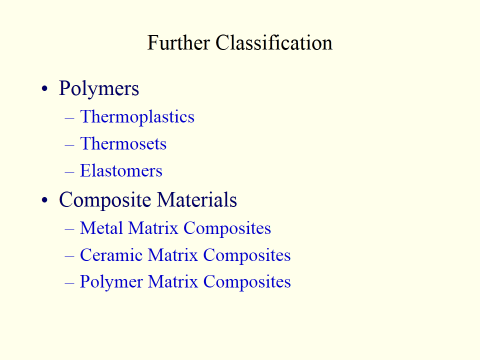 Further Classification
• Polymers
– Thermoplastics
– Thermosets
– Elastomers
• Composite Materials
– Metal Matrix Composites
– Ceramic Matrix Composites
– Polymer Matrix Composites